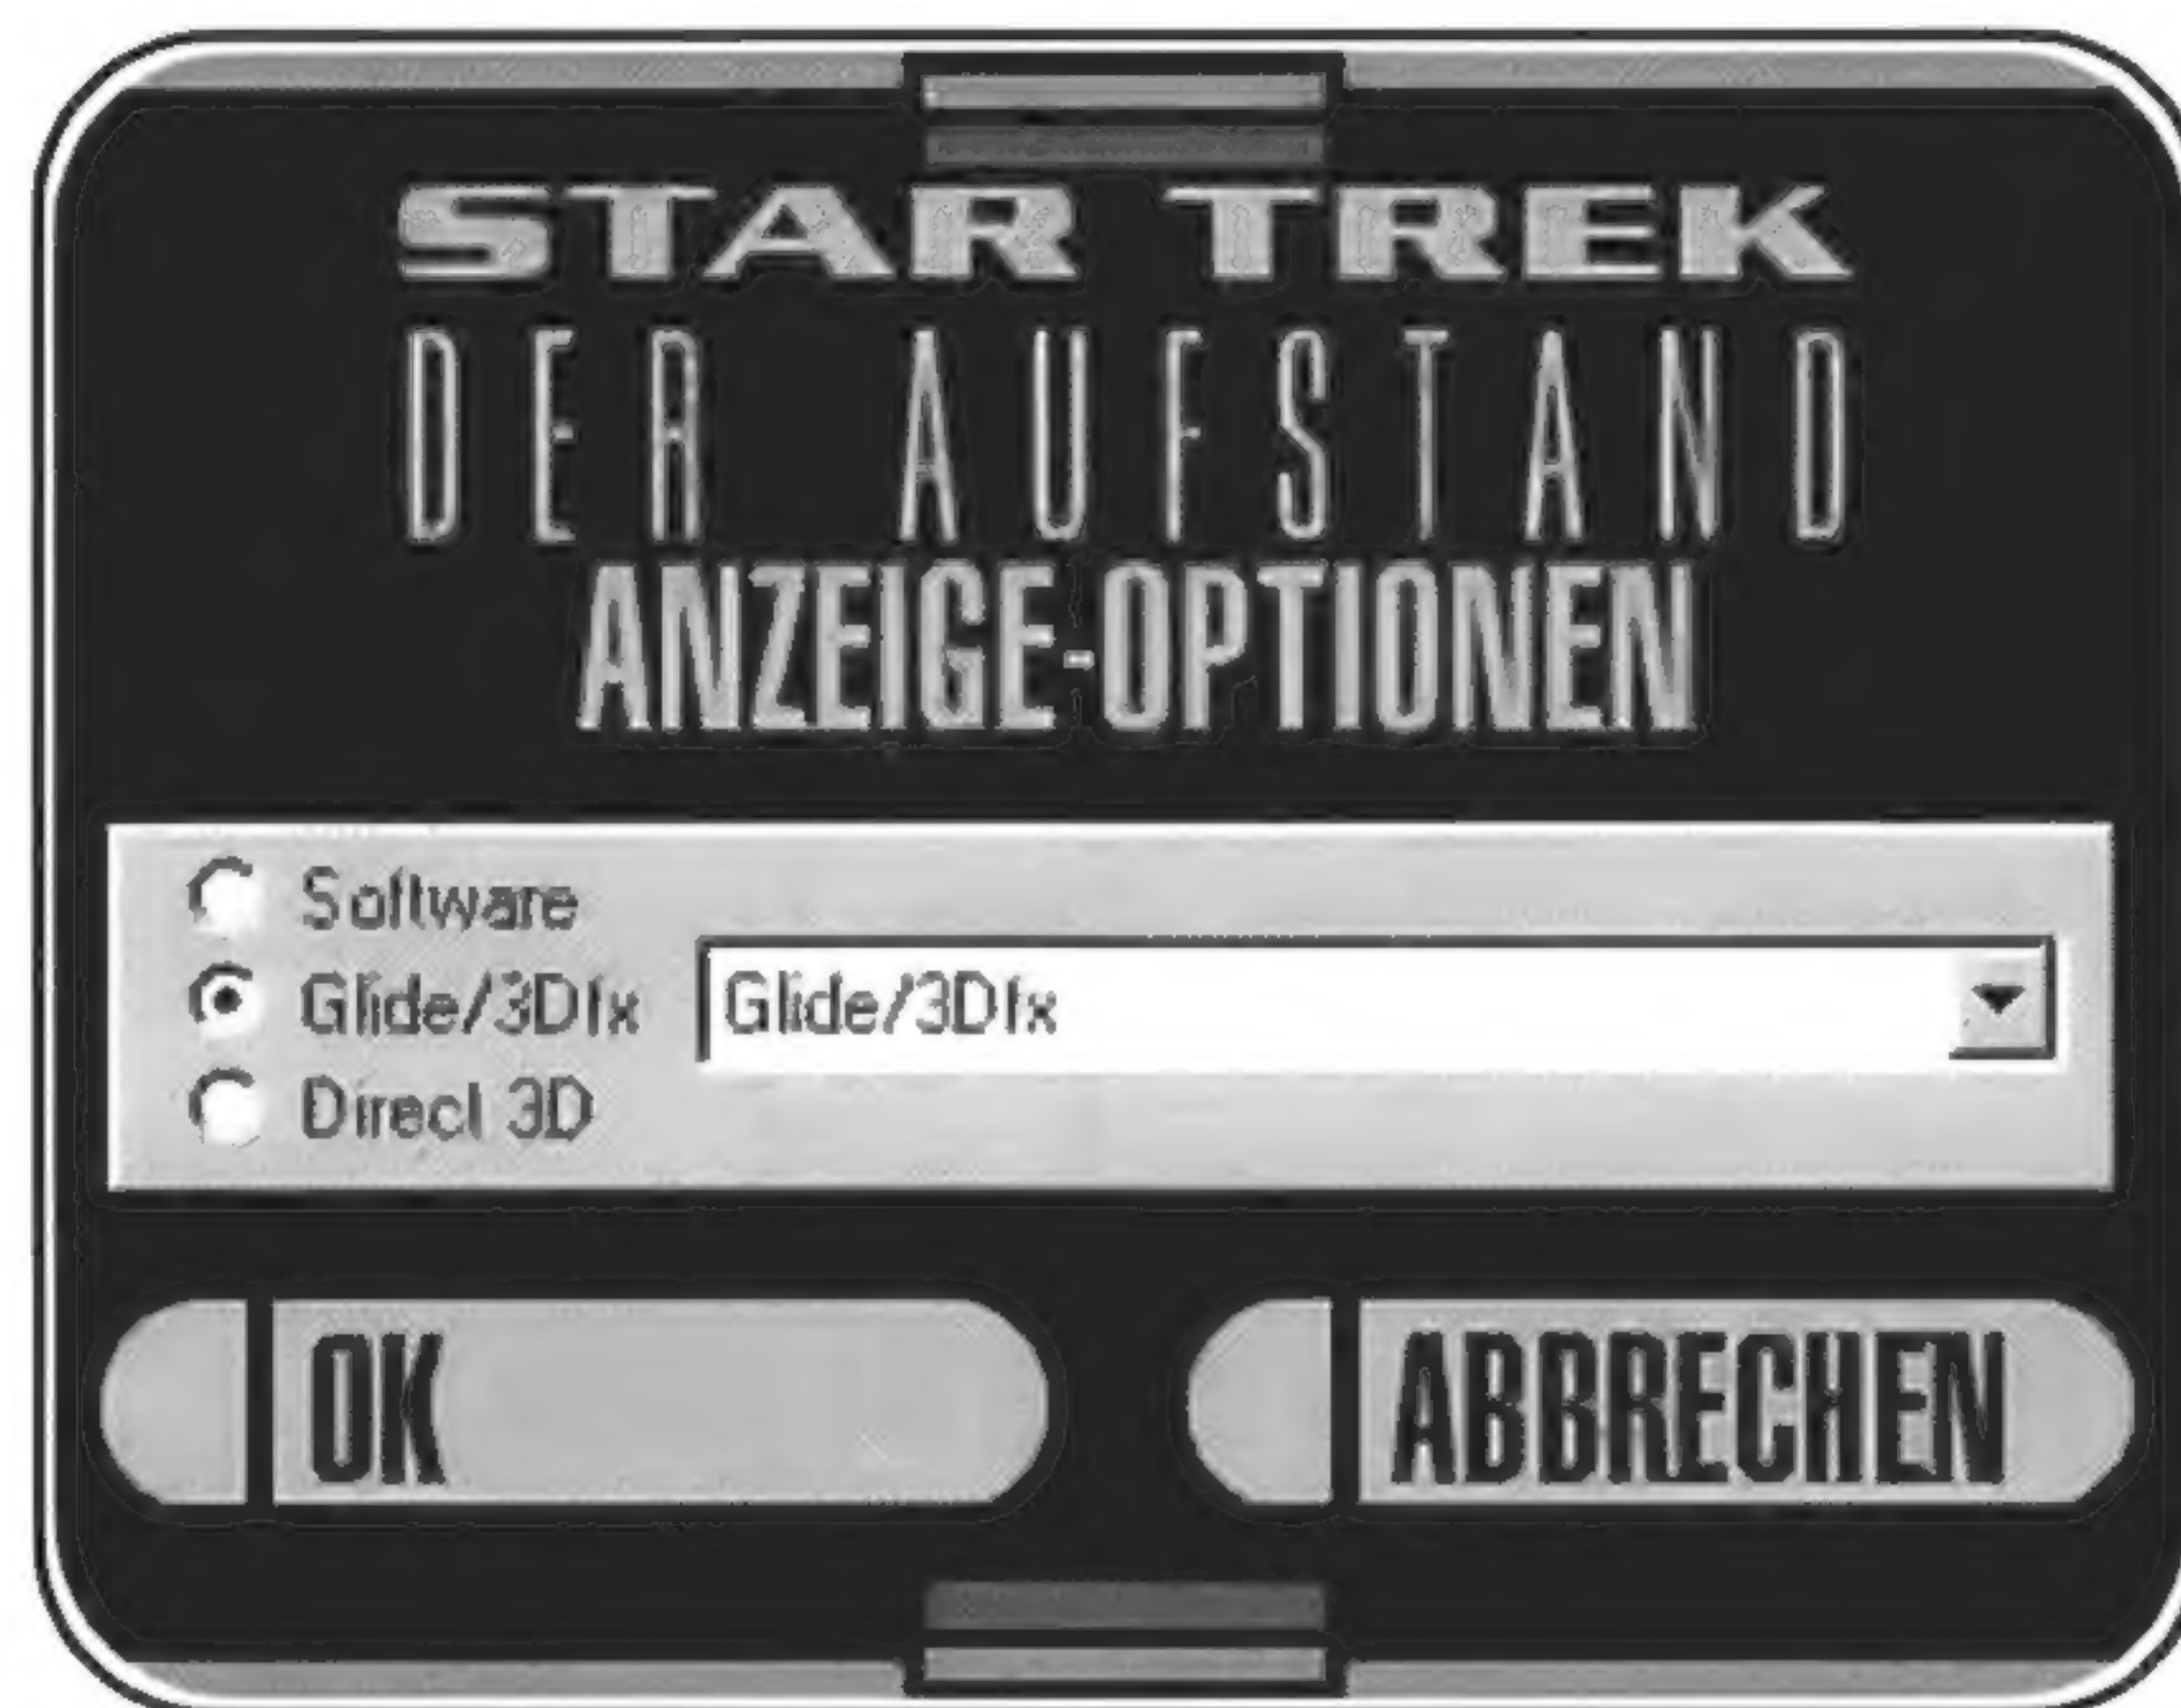 STAR TREK
DER AUFSTAND
ANZEIGE-OPTIONEN
Software
Glide/3Dfx
Glide/3Dfx
Direct 3D
OK
ABBRECHEN